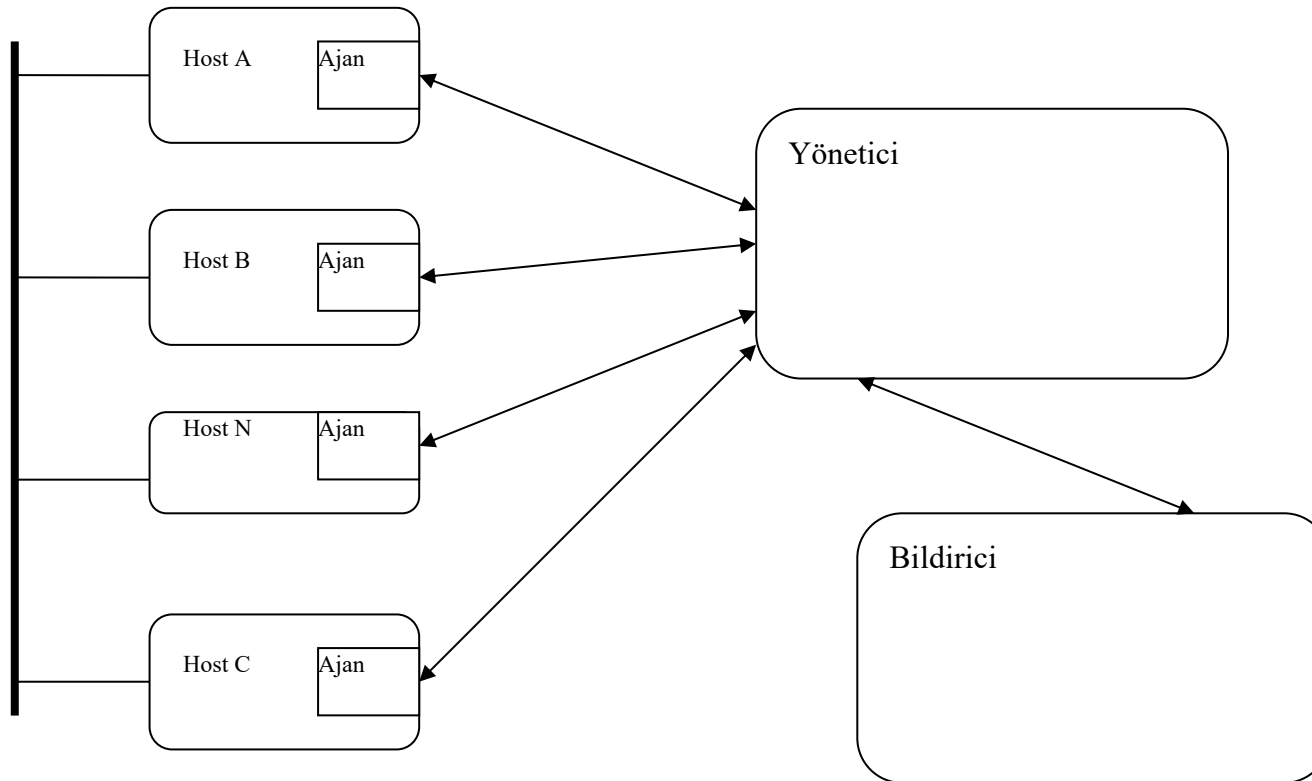 Host A
Ajan
Yönetici
Host B
Ajan
Host N
Ajan
Bildirici
Host C
Ajan